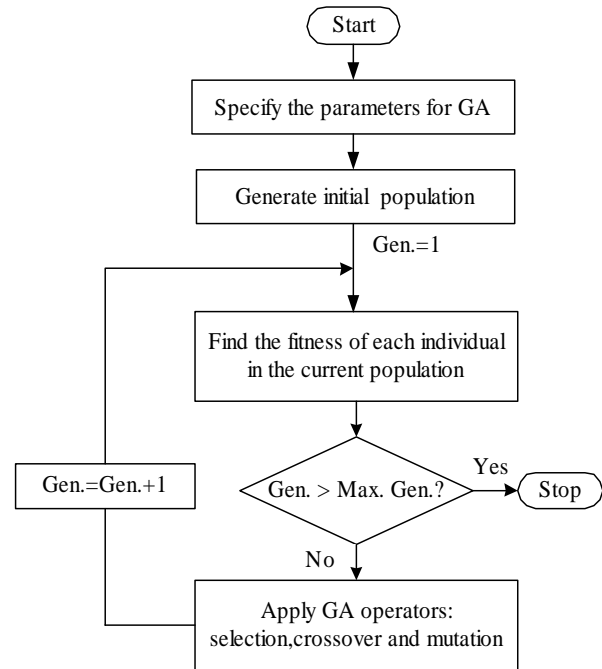 Start
Specify the parameters for GA
Generate initial population
Gen.=1
Find the fitness of each individual
in the current population
Gen. > Max. Gen.?
Yes
Stop
Gen.=Gen.+1
No
Apply GA operators:
selection,crossover and mutation